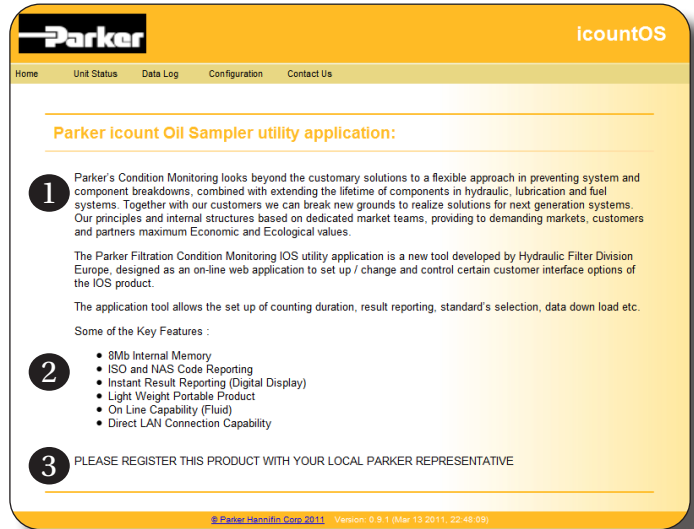 Parker
icountOS
Home Unit Status Data Log Configuration Contact Us
Parker icount Oil Sampler utility application:
1
Parker's Condition Monitoring looks beyond the customary solutions to a flexible approach in preventing system and
component breakdowns, combined with extending the lifetime of components in hydraulic, lubrication and fuel
systems. Together with our customers we can break new grounds to realize solutions for next generation systems.
Our principles and internal structures based on dedicated market teams, providing to demanding markets, customers
and partners maximum Economic and Ecological values.
The Parker Filtration Condition Monitoring IOS utility application is a new tool developed by Hydraulic Filter Division
Europe, designed as an on-line web application to set up / change and control certain customer interface options of
the IOS product.
The application tool allows the set up of counting duration, result reporting, standard's selection, data down load etc.
Some of the Key Features :
2
● 8Mb Internal Memory
● ISO and NAS Code Reporting
● Instant Result Reporting (Digital Display)
● Light Weight Portable Product
● On Line Capability (Fluid)
● Direct LAN Connection Capability
3
PLEASE REGISTER THIS PRODUCT WITH YOUR LOCAL PARKER REPRESENTATIVE
© Parker Hannifin Corp 2011 Version: 0.9.1 (Mar 13 2011, 22:48:09)